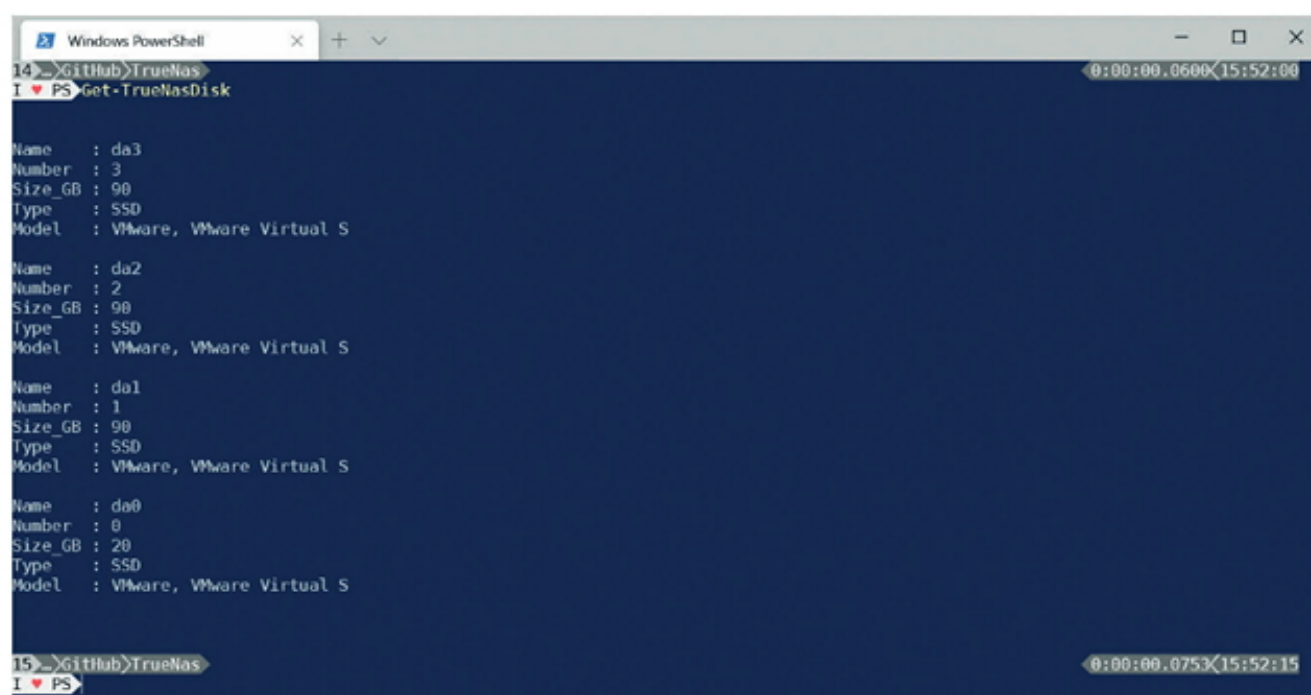 Windows PowerShell
14 … GitHub TrueNas 0:00:00.0600 15:52:00
I ♥ PS Get-TrueNasDisk
Name : da3
Number : 3
Size_GB : 90
Type : SSD
Model : VMware, VMware Virtual S
Name : da2
Number : 2
Size_GB : 90
Type : SSD
Model : VMware, VMware Virtual S
Name : da1
Number : 1
Size_GB : 90
Type : SSD
Model : VMware, VMware Virtual S
Name : da0
Number : 0
Size_GB : 20
Type : SSD
Model : VMware, VMware Virtual S
15 … GitHub TrueNas 0:00:00.0753 15:52:15
I ♥ PS